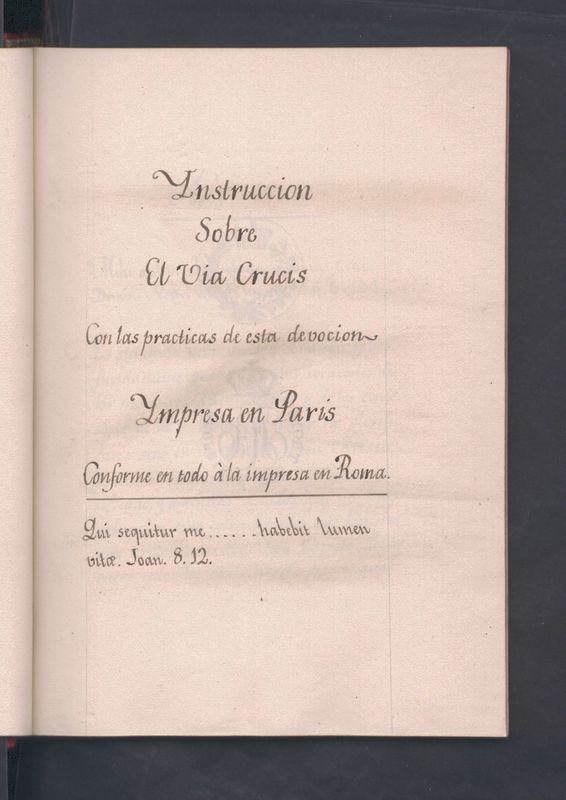 Ynstruccion
Sobre
El Via Crucis
Con las practicas de esta devocion
Ympresa en Paris
Conforme en todo à la impresa en Roma.
Qui sequitur me......habebit lumen
vitæ. Joan. 8. 12.